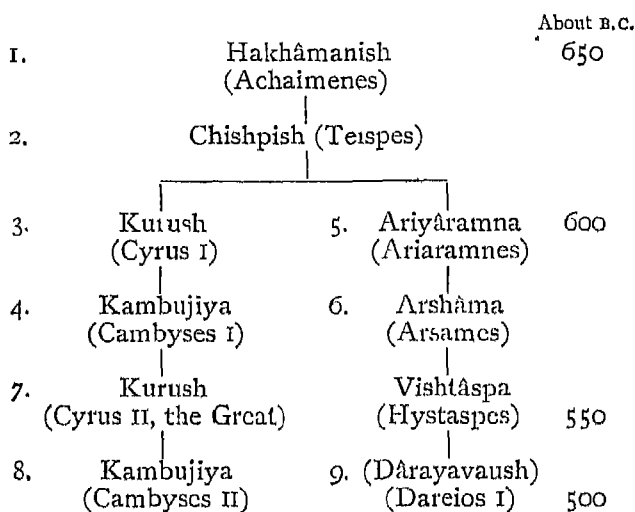 About B.C.
1. Hakhâmanish 650
(Achaimenes)
2. Chishpish (Teispes)
3. Kurush 5. Ariyâramna 600
(Cyrus I) (Ariaramnes)
4. Kambujiya 6. Arshâma
(Cambyses I) (Arsames)
7. Kurush Vishtâspa
(Cyrus II, the Great) (Hystaspes) 550
8. Kambujiya 9. (Dârayavaush)
(Cambyses II) (Dareios I) 500